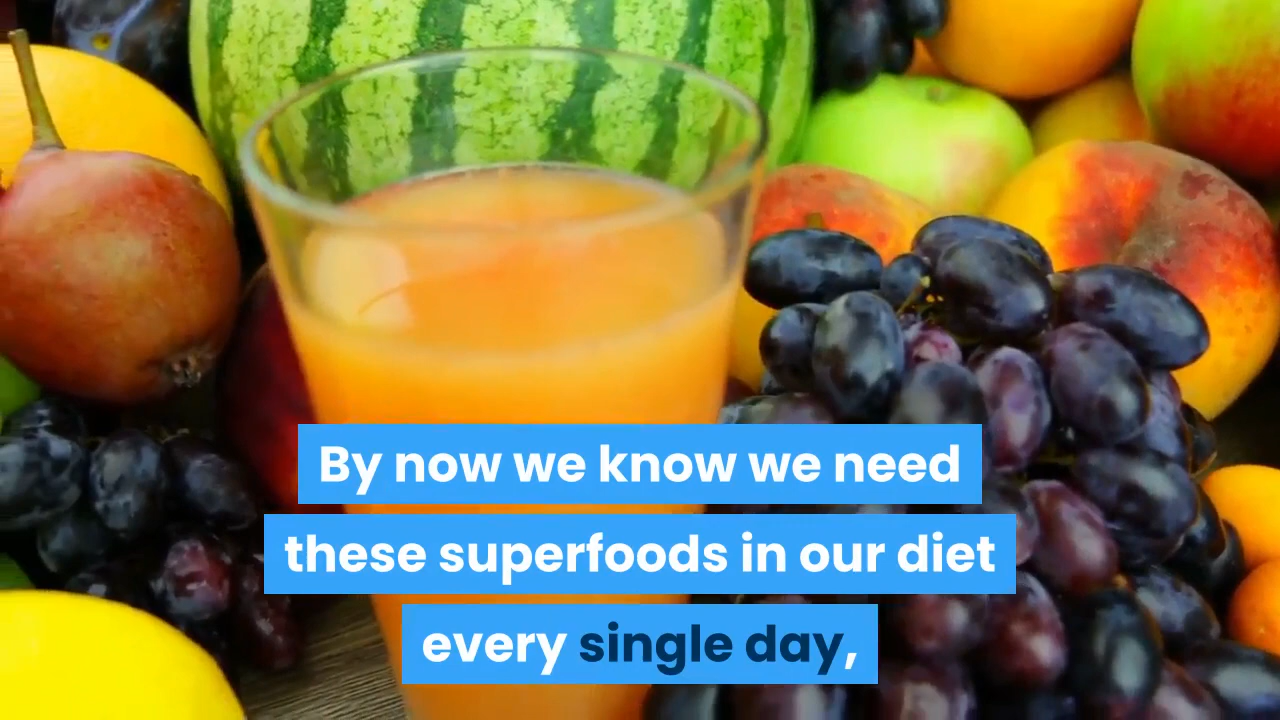 By now we know we need
these superfoods in our diet
every single day,